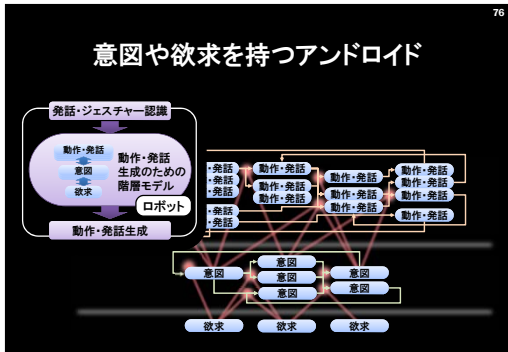 76
意図や欲求を持つアンドロイド
発話・ジェスチャー認識
動作・発話
意図
欲求
動作・発話
生成のための
階層モデル
ロボット
動作・発話生成
・発話
・発話
・発話
・発話
・発話
動作・発話
動作・発話
動作・発話
動作・発話
動作・発話
動作・発話
動作・発話
動作・発話
動作・発話
動作・発話
意図
意図
意図
意図
意図
意図
欲求
欲求
欲求